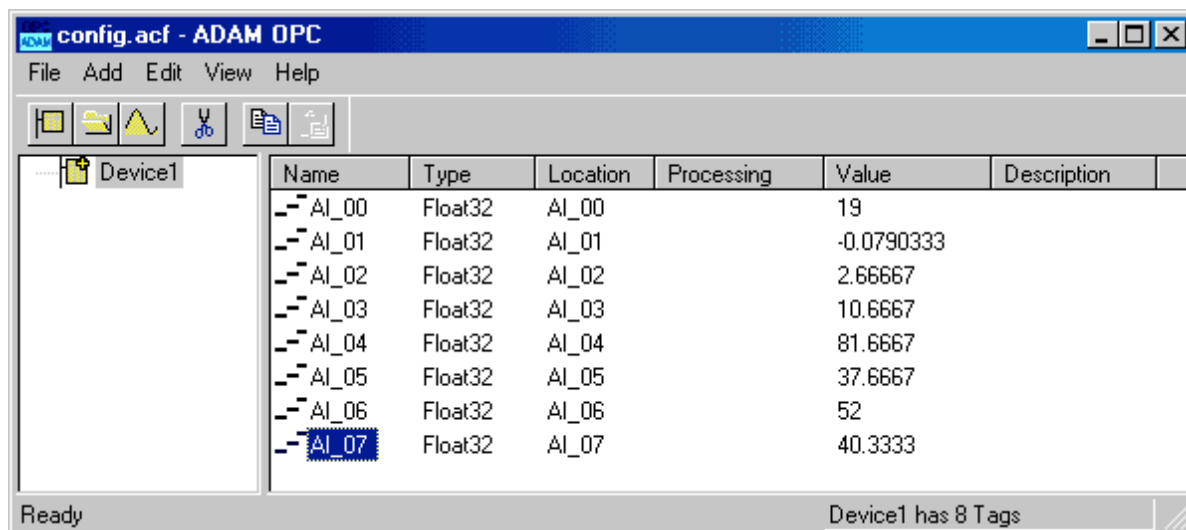 OPC ADAM config.acf - ADAM OPC
File Add Edit View Help
Device1
Name Type Location Processing Value Description
AI_00 Float32 AI_00 19
AI_01 Float32 AI_01 -0.0790333
AI_02 Float32 AI_02 2.66667
AI_03 Float32 AI_03 10.6667
AI_04 Float32 AI_04 81.6667
AI_05 Float32 AI_05 37.6667
AI_06 Float32 AI_06 52
AI_07 Float32 AI_07 40.3333
Ready Device1 has 8 Tags